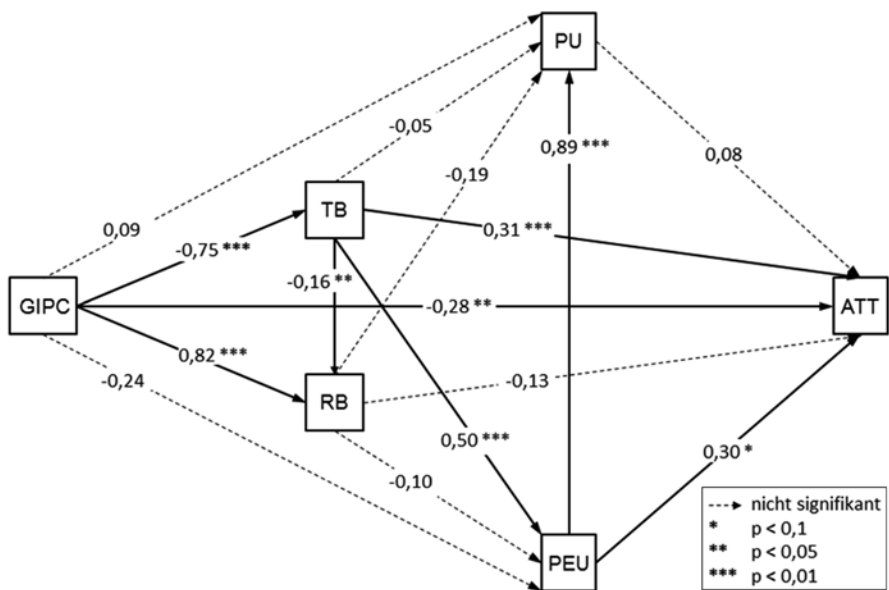 PU
-0,05
0,89 ***
-0,19
0,08
TB
0,09
-0,75 ***
0,31 ***
-0,16 **
GIPC
-0,28 **
ATT
0,82 ***
-0,24
RB
-0,13
0,50 ***
0,30 *
-0,10
PEU
nicht signifikant
* p < 0,1
** p < 0,05
*** p < 0,01